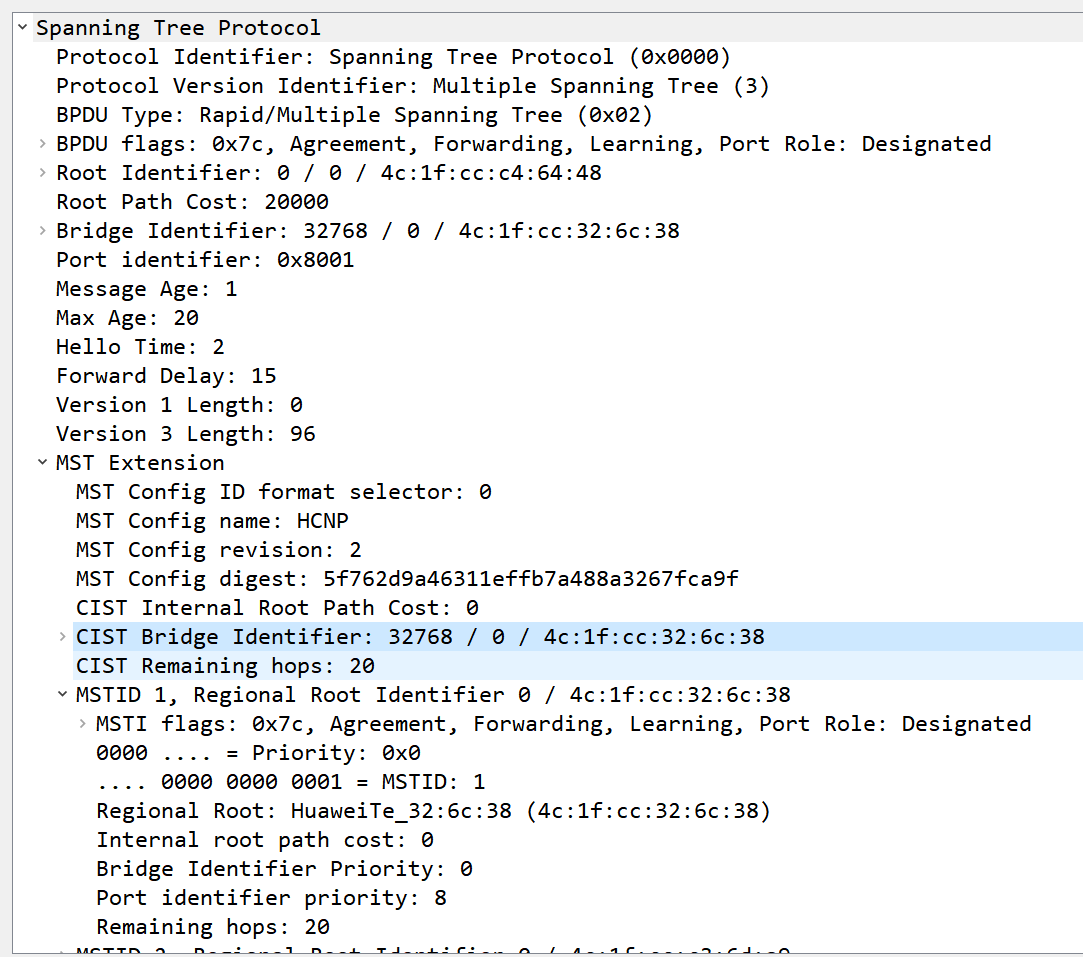 Spanning Tree Protocol
Protocol Identifier: Spanning Tree Protocol (0x0000)
Protocol Version Identifier: Multiple Spanning Tree (3)
BPDU Type: Rapid/Multiple Spanning Tree (0x02)
BPDU flags: 0x7c, Agreement, Forwarding, Learning, Port Role: Designated
Root Identifier: 0 / 0 / 4c:1f:cc:c4:64:48
Root Path Cost: 20000
Bridge Identifier: 32768 / 0 / 4c:1f:cc:32:6c:38
Port identifier: 0x8001
Message Age: 1
Max Age: 20
Hello Time: 2
Forward Delay: 15
Version 1 Length: 0
Version 3 Length: 96
MST Extension
MST Config ID format selector: 0
MST Config name: HCNP
MST Config revision: 2
MST Config digest: 5f762d9a46311effb7a488a3267fca9f
CIST Internal Root Path Cost: 0
CIST Bridge Identifier: 32768 / 0 / 4c:1f:cc:32:6c:38
CIST Remaining hops: 20
MSTID 1, Regional Root Identifier 0 / 4c:1f:cc:32:6c:38
MSTI flags: 0x7c, Agreement, Forwarding, Learning, Port Role: Designated
0000 .... = Priority: 0x0
.... 0000 0000 0001 = MSTID: 1
Regional Root: HuaweiTe_32:6c:38 (4c:1f:cc:32:6c:38)
Internal root path cost: 0
Bridge Identifier Priority: 0
Port identifier priority: 8
Remaining hops: 20
MSTID 2, Regional Root Identifier 0 /